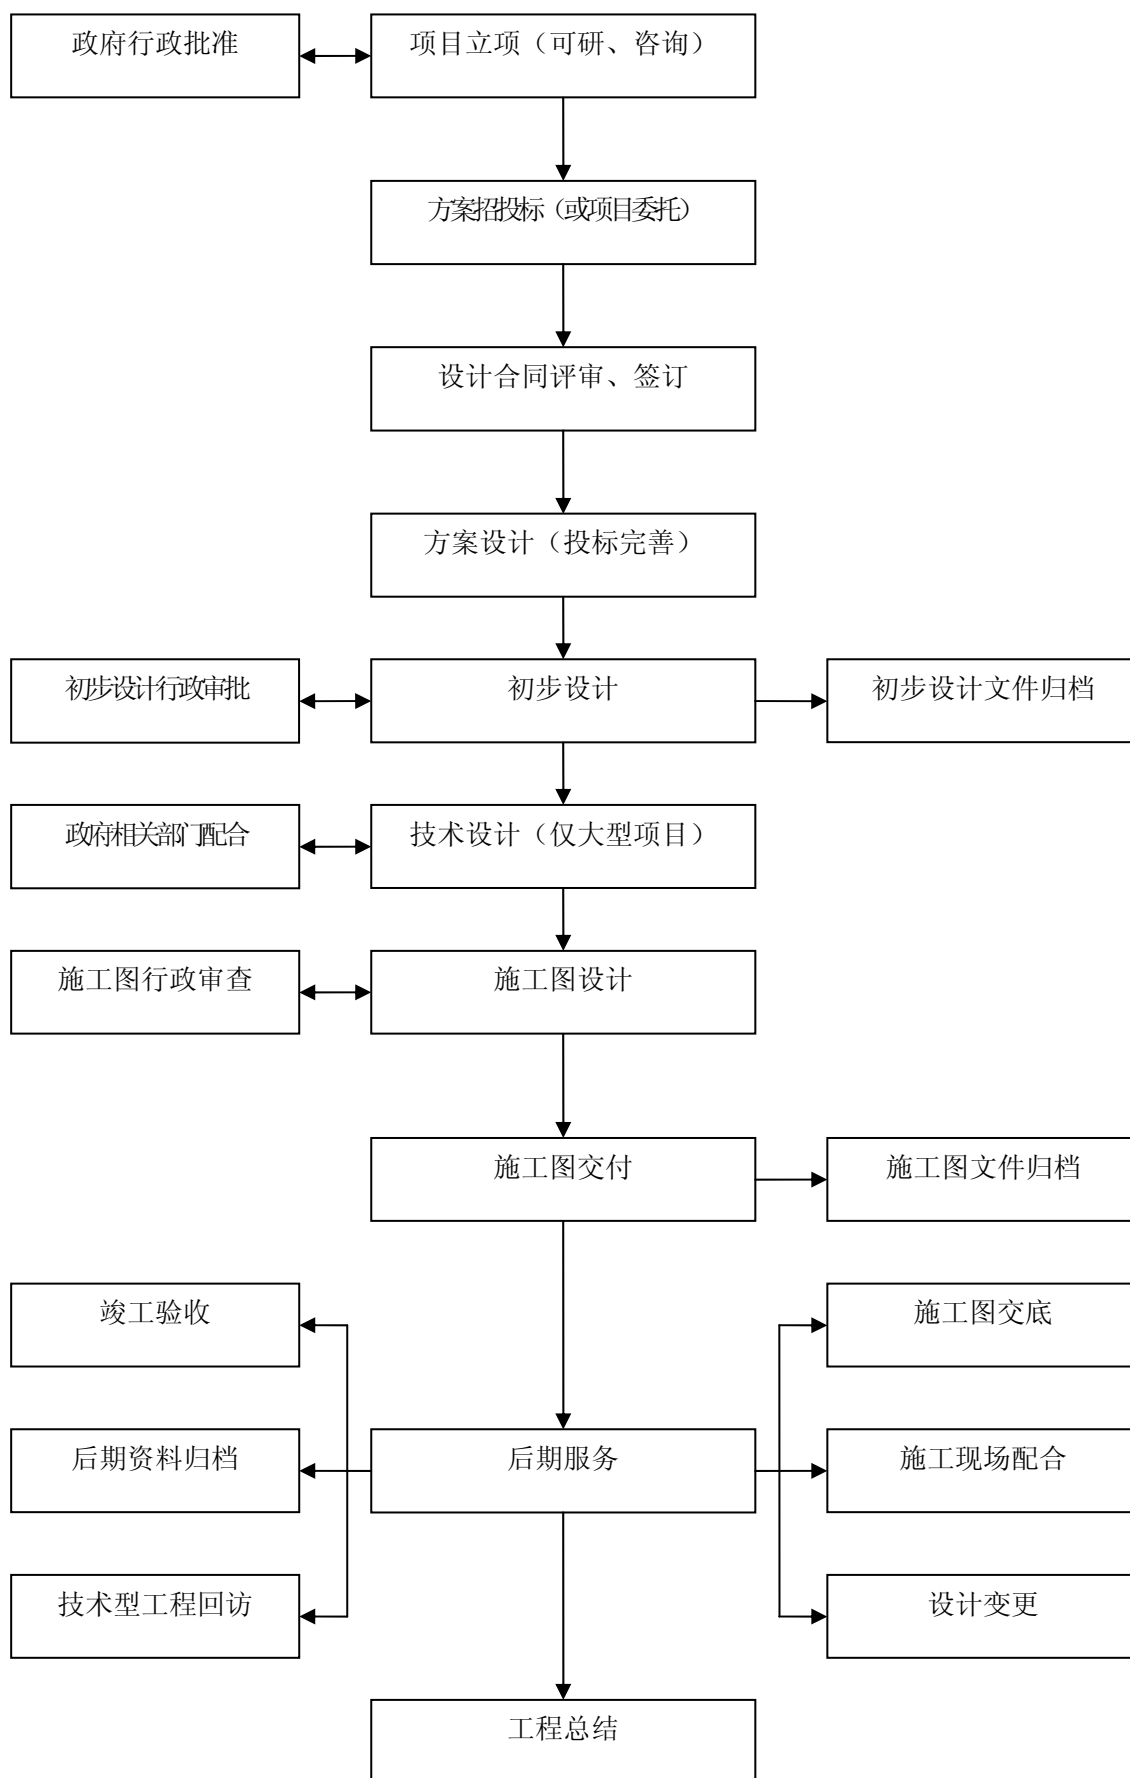 政府行政批准
项目立项（可研、咨询）
方案招投标（或项目委托）
设计合同评审、签订
方案设计（投标完善）
初步设计行政审批
初步设计
初步设计文件归档
政府相关部门配合
技术设计（仅大型项目）
施工图行政审查
施工图设计
施工图交付
施工图文件归档
竣工验收
施工图交底
后期资料归档
后期服务
施工现场配合
技术型工程回访
设计变更
工程总结